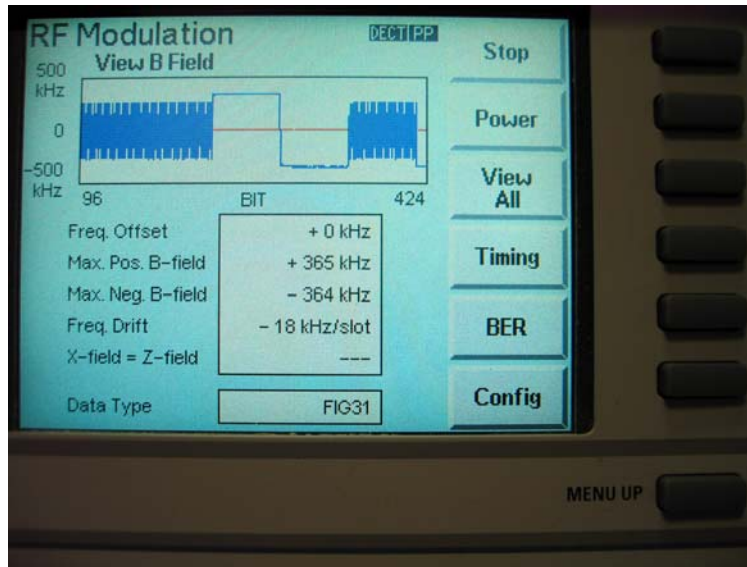 RF Modulation
DECT PP
View B Field
500
kHz
0
-500
kHz
96
BIT
424
Freq. Offset
+ 0 kHz
Max. Pos. B-field
+ 365 kHz
Max. Neg. B-field
- 364 kHz
Freq. Drift
- 18 kHz/slot
X-field = Z-field
---
Data Type
FIG31
Stop
Power
View
All
Timing
BER
Config
MENU UP